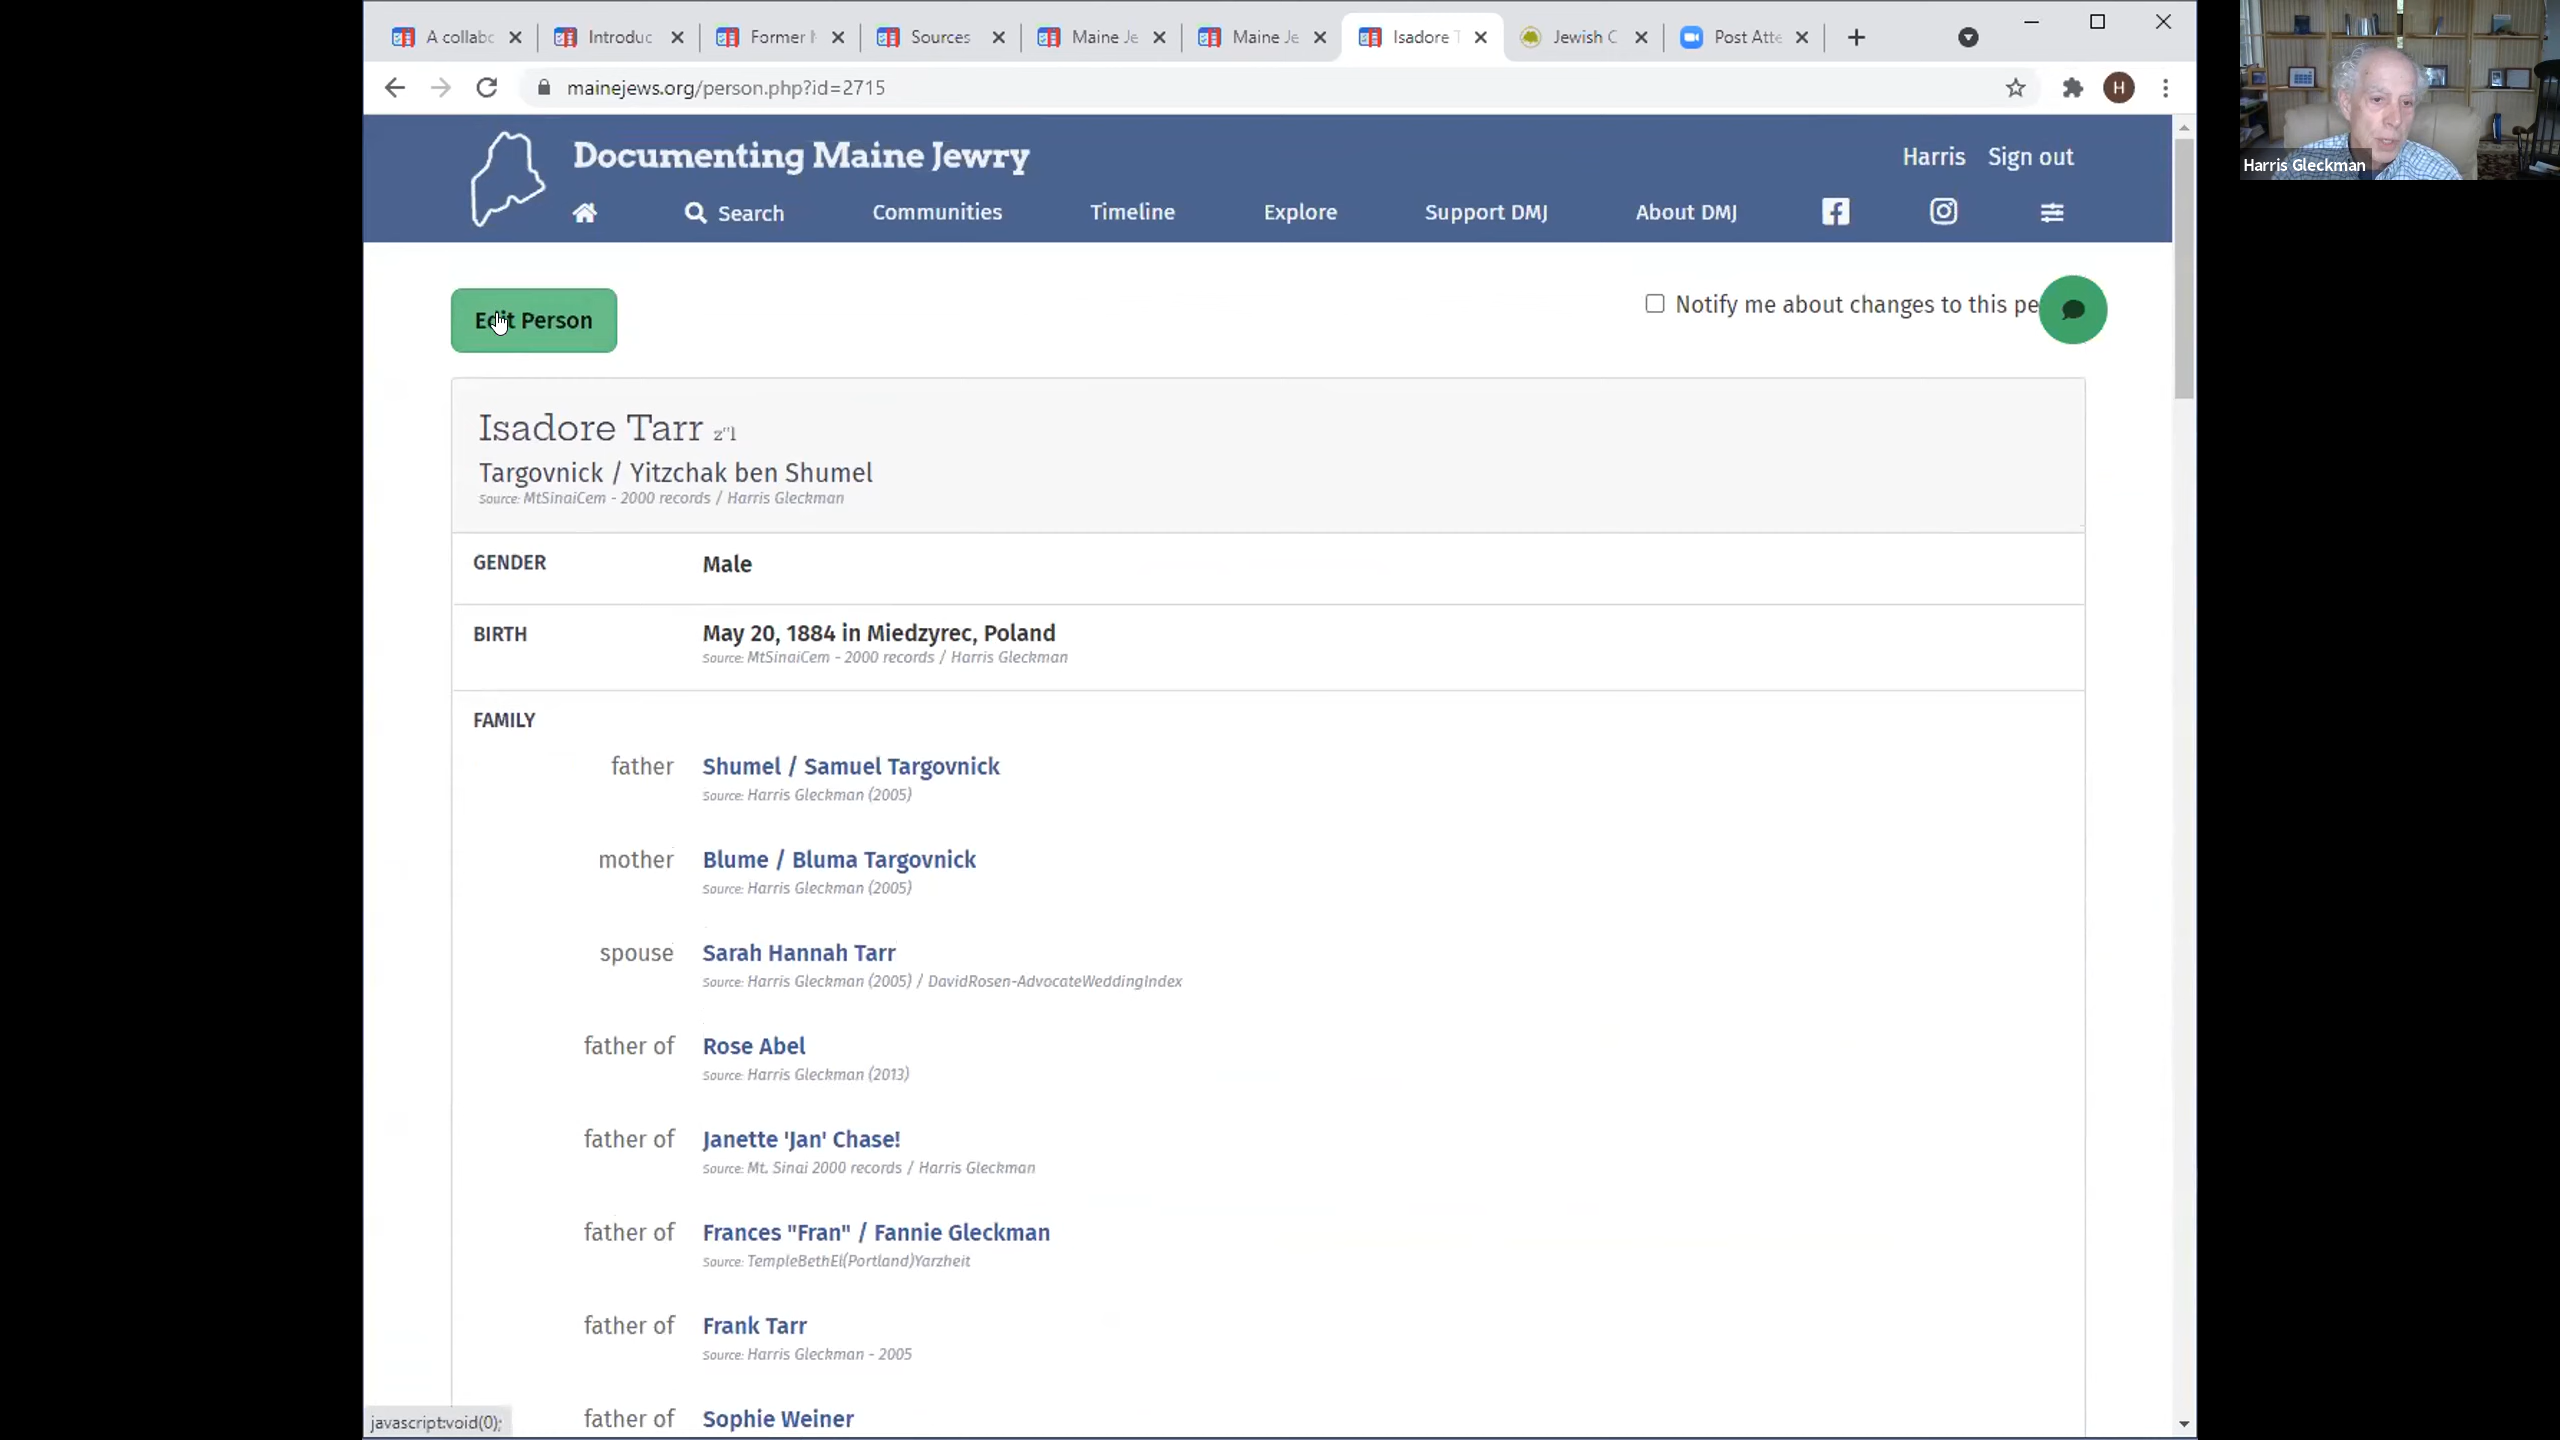 A collabo
Introduc
Former
Sources
Maine Je
Maine Je
Isadore T
Jewish C
Post Atte
mainejews.org/person.php?id=2715
H
Harris Gleckman
Documenting Maine Jewry
Harris Sign out
Search Communities Timeline Explore Support DMJ About DMJ
Edit Person
Notify me about changes to this pe
Isadore Tarr z"l
Targovnick / Yitzchak ben Shumel
Source: MtSinaiCem - 2000 records / Harris Gleckman
GENDER Male
BIRTH May 20, 1884 in Miedzyrec, Poland
Source: MtSinaiCem - 2000 records / Harris Gleckman
FAMILY
father Shumel / Samuel Targovnick
Source: Harris Gleckman (2005)
mother Blume / Bluma Targovnick
Source: Harris Gleckman (2005)
spouse Sarah Hannah Tarr
Source: Harris Gleckman (2005) / DavidRosen-AdvocateWeddingIndex
father of Rose Abel
Source: Harris Gleckman (2013)
father of Janette 'Jan' Chase!
Source: Mt. Sinai 2000 records / Harris Gleckman
father of Frances "Fran" / Fannie Gleckman
Source: TempleBethEl(Portland)Yarzheit
father of Frank Tarr
Source: Harris Gleckman - 2005
father of Sophie Weiner
javascript:void(0);